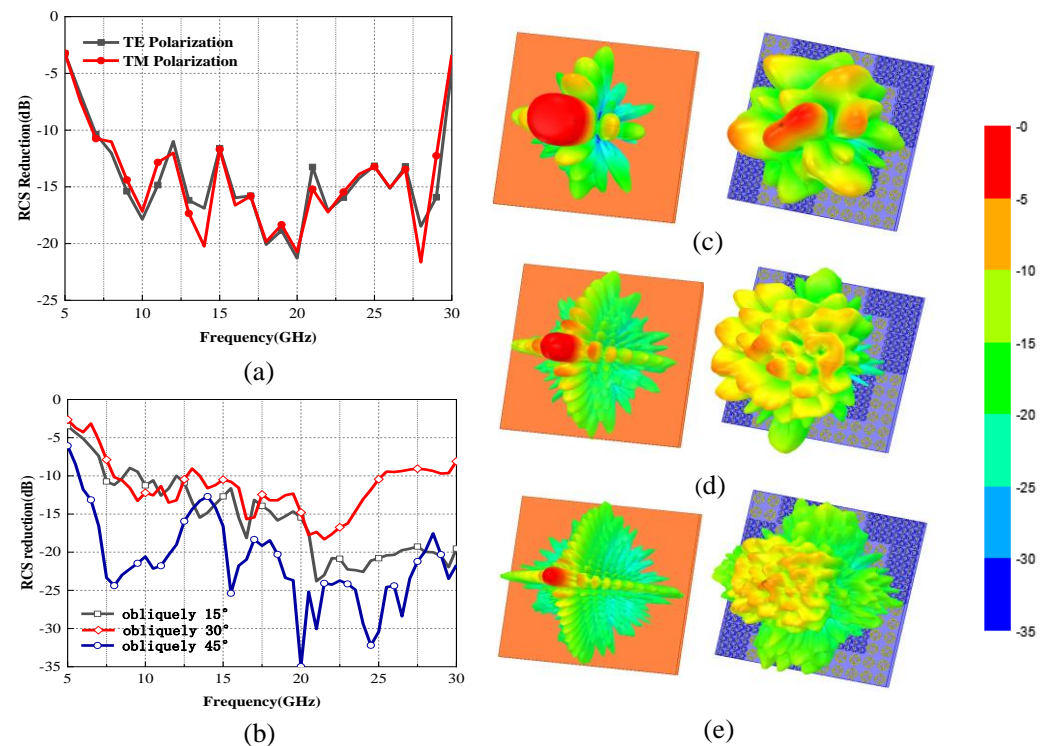 0
-5
-10
-15
-20
-25
RCS Reduction(dB)
TE Polarization
TM Polarization
5 10 15 20 25 30
Frequency(GHz)
(a)
0
-5
-10
-15
-20
-25
-30
-35
RCS reduction(dB)
obliquely 15°
obliquely 30°
obliquely 45°
5 10 15 20 25 30
Frequency(GHz)
(b)
(c)
(d)
(e)
-0
-5
-10
-15
-20
-25
-30
-35